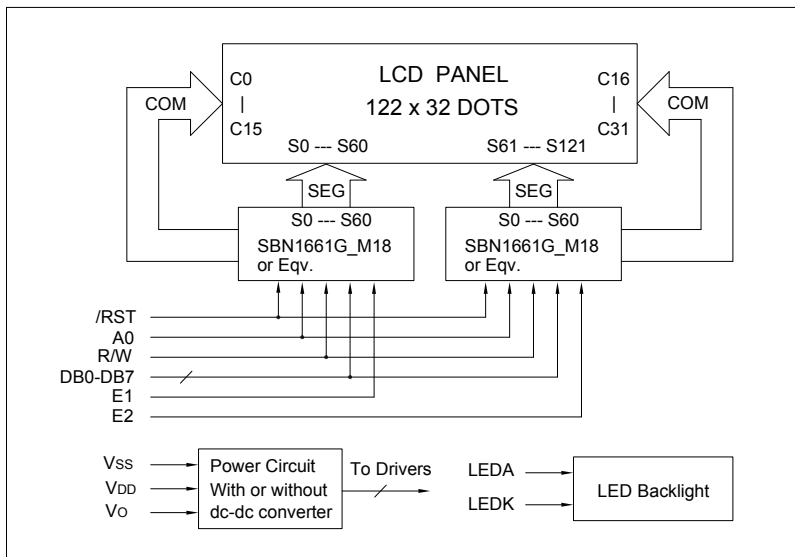 LCD PANEL
122 x 32 DOTS
C0
|
C15
C16
|
C31
COM
COM
S0 --- S60
S61 --- S121
SEG
SEG
S0 --- S60
SBN1661G_M18
or Eqv.
S0 --- S60
SBN1661G_M18
or Eqv.
/RST
A0
R/W
DB0-DB7
E1
E2
VSS
VDD
VO
Power Circuit
With or without
dc-dc converter
To Drivers
LEDA
LEDK
LED Backlight